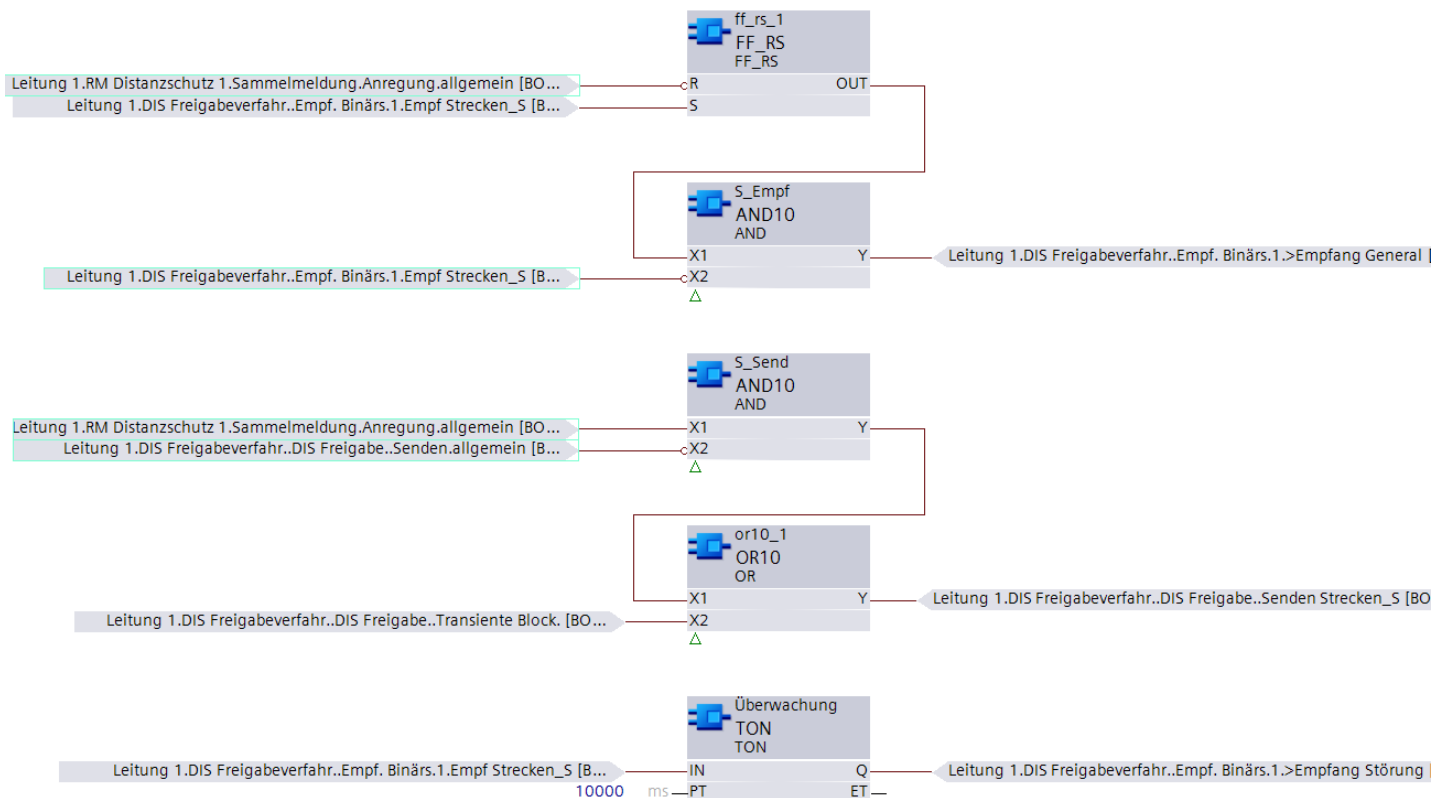 ff_rs_1
FF_RS
FF_RS
Leitung 1.RM Distanzschutz 1.Sammelmeldung.Anregung.allgemein [BO... R OUT
Leitung 1.DIS Freigabeverfahr..Empf. Binärs.1.Empf Strecken_S [B... S
S_Empf
AND10
AND
X1 Y Leitung 1.DIS Freigabeverfahr..Empf. Binärs.1.>Empfang General [
Leitung 1.DIS Freigabeverfahr..Empf. Binärs.1.Empf Strecken_S [B... X2
S_Send
AND10
AND
Leitung 1.RM Distanzschutz 1.Sammelmeldung.Anregung.allgemein [BO... X1 Y
Leitung 1.DIS Freigabeverfahr..DIS Freigabe..Senden.allgemein [B... X2
or10_1
OR10
OR
X1 Y Leitung 1.DIS Freigabeverfahr..DIS Freigabe..Senden Strecken_S [BO
Leitung 1.DIS Freigabeverfahr..DIS Freigabe..Transiente Block. [BO... X2
Überwachung
TON
TON
Leitung 1.DIS Freigabeverfahr..Empf. Binärs.1.Empf Strecken_S [B... IN Q Leitung 1.DIS Freigabeverfahr..Empf. Binärs.1.>Empfang Störung [
10000 ms PT ET